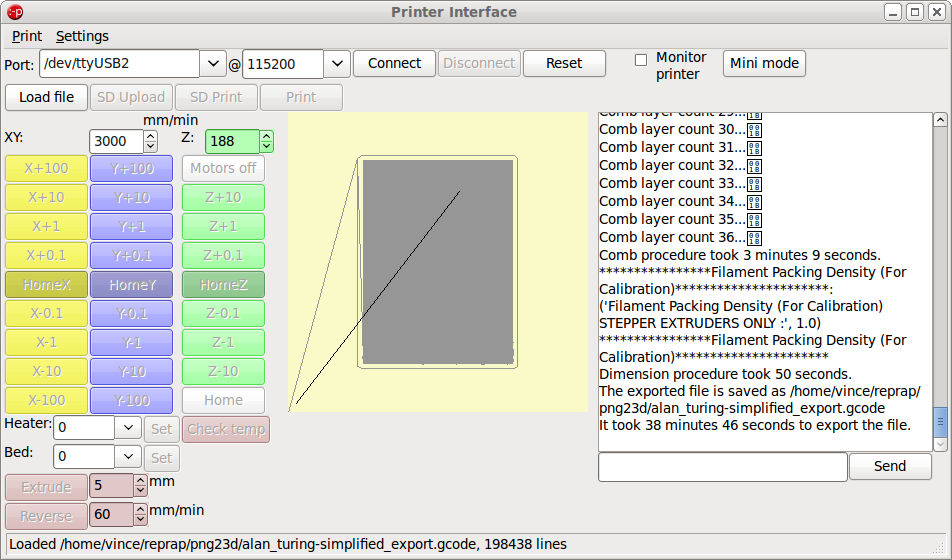 Printer Interface
Print Settings
Port: /dev/ttyUSB2 @ 115200 Connect Disconnect Reset Monitor printer Mini mode
Load file SD Upload SD Print Print
mm/min
XY: 3000 Z: 188
X+100 Y+100 Motors off
X+10 Y+10 Z+10
X+1 Y+1 Z+1
X+0.1 Y+0.1 Z+0.1
HomeX HomeY HomeZ
X-0.1 Y-0.1 Z-0.1
X-1 Y-1 Z-1
X-10 Y-10 Z-10
X-100 Y-100 Home
Heater: 0 Set Check temp
Bed: 0 Set
Extrude 5 mm
Reverse 60 mm/min
Comb layer count 30...
Comb layer count 31...
Comb layer count 32...
Comb layer count 33...
Comb layer count 34...
Comb layer count 35...
Comb layer count 36...
Comb procedure took 3 minutes 9 seconds.
****************Filament Packing Density (For
Calibration)**********************:
('Filament Packing Density (For Calibration)
STEPPER EXTRUDERS ONLY :', 1.0)
****************Filament Packing Density (For
Calibration)**********************
Dimension procedure took 50 seconds.
The exported file is saved as /home/vince/reprap/
png23d/alan_turing-simplified_export.gcode
It took 38 minutes 46 seconds to export the file.
Send
Loaded /home/vince/reprap/png23d/alan_turing-simplified_export.gcode, 198438 lines